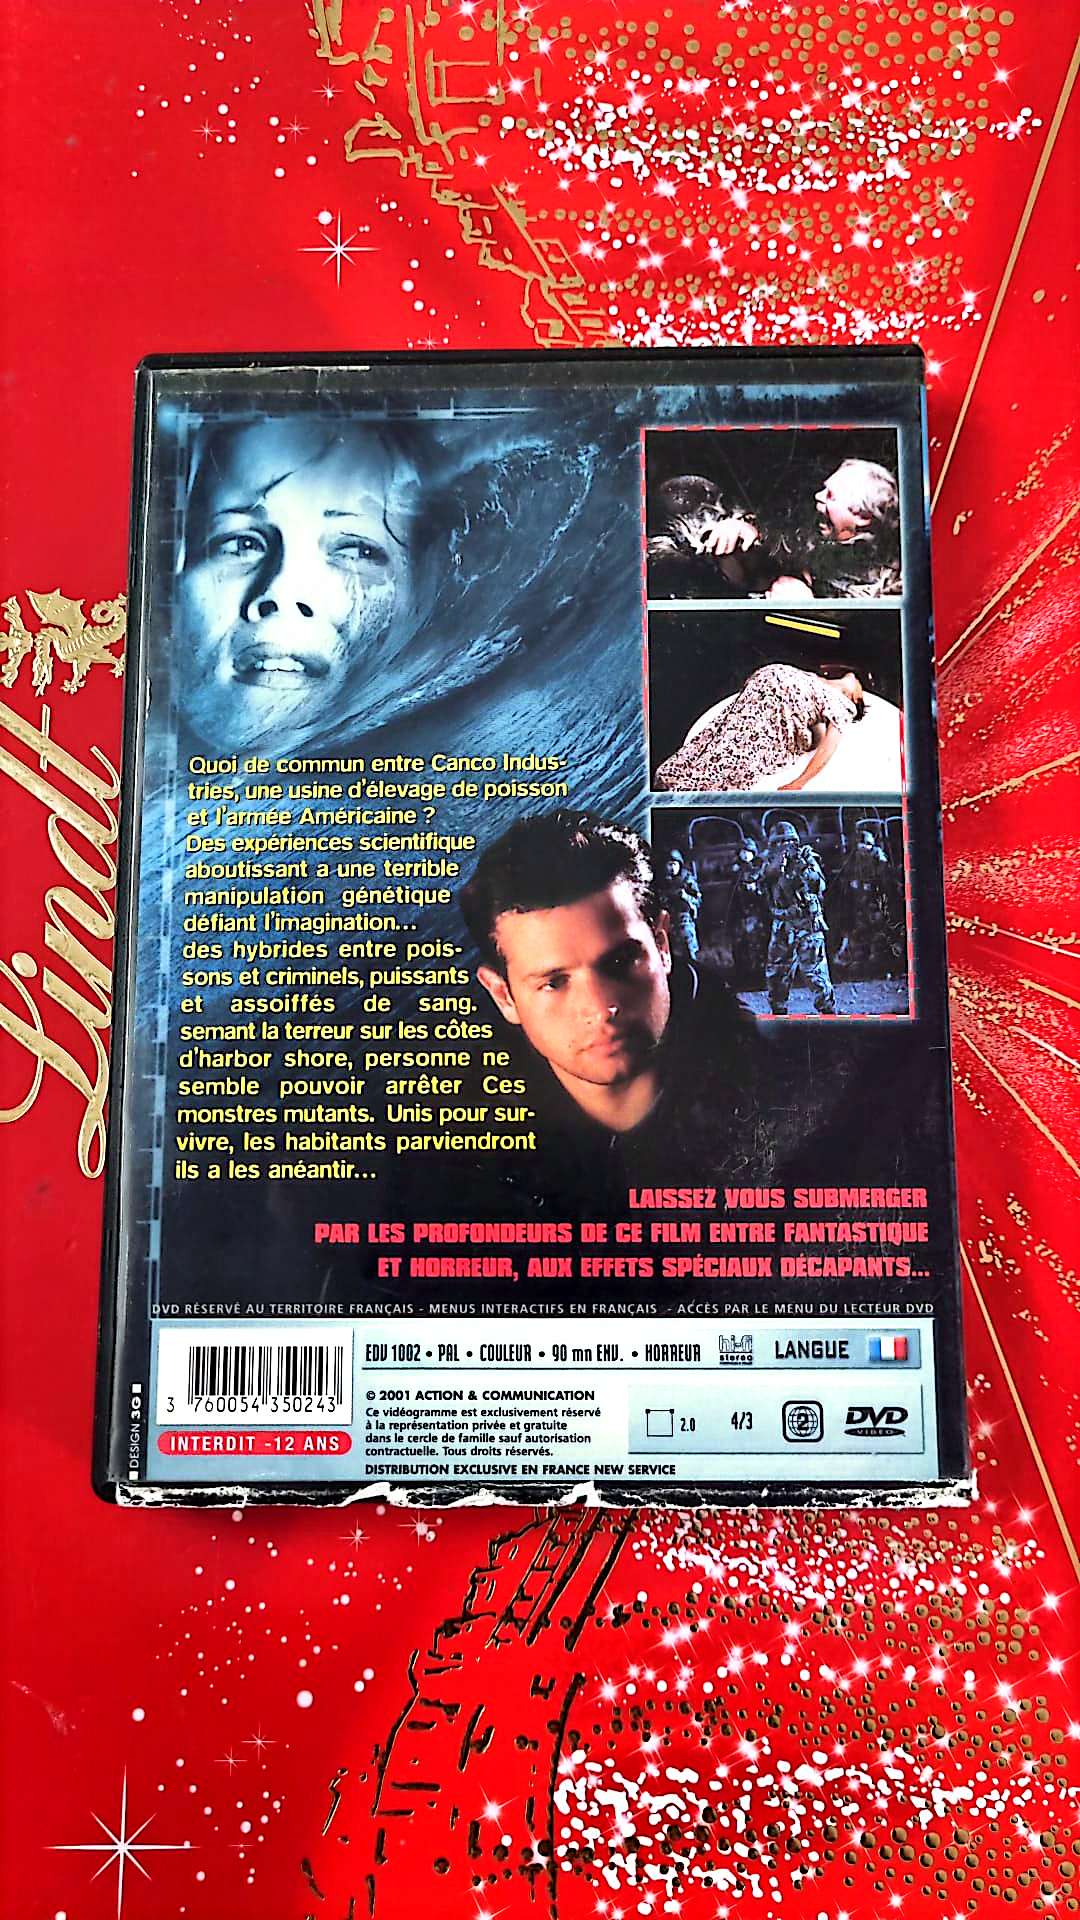 Quoi de commun entre Canco Indus-
tries, une usine d'élevage de poisson
et l'armée Américaine ?
Des expériences scientifique
aboutissant a une terrible
manipulation génétique
défiant l'imagination...
des hybrides entre pois-
sons et criminels, puissants
et assoiffés de sang.
semant la terreur sur les côtes
d'harbor shore, personne ne
semble pouvoir arrêter Ces
monstres mutants. Unis pour sur-
vivre, les habitants parviendront
ils a les anéantir...
LAISSEZ VOUS SUBMERGER
PAR LES PROFONDEURS DE CE FILM ENTRE FANTASTIQUE
ET HORREUR, AUX EFFETS SPÉCIAUX DÉCAPANTS...
DVD RÉSERVÉ AU TERRITOIRE FRANÇAIS - MENUS INTERACTIFS EN FRANÇAIS - ACCÈS PAR LE MENU DU LECTEUR DVD
3 760054 350243
INTERDIT -12 ANS
EDV 1002 • PAL • COULEUR • 90 mn ENV. • HORREUR
hi-fi
stereo
LANGUE
© 2001 ACTION & COMMUNICATION
Ce vidéogramme est exclusivement réservé
à la représentation privée et gratuite
dans le cercle de famille sauf autorisation
contractuelle. Tous droits réservés.
DISTRIBUTION EXCLUSIVE EN FRANCE NEW SERVICE
2.0
4/3
2
DVD
VIDEO
DESIGN 3G
Lindt